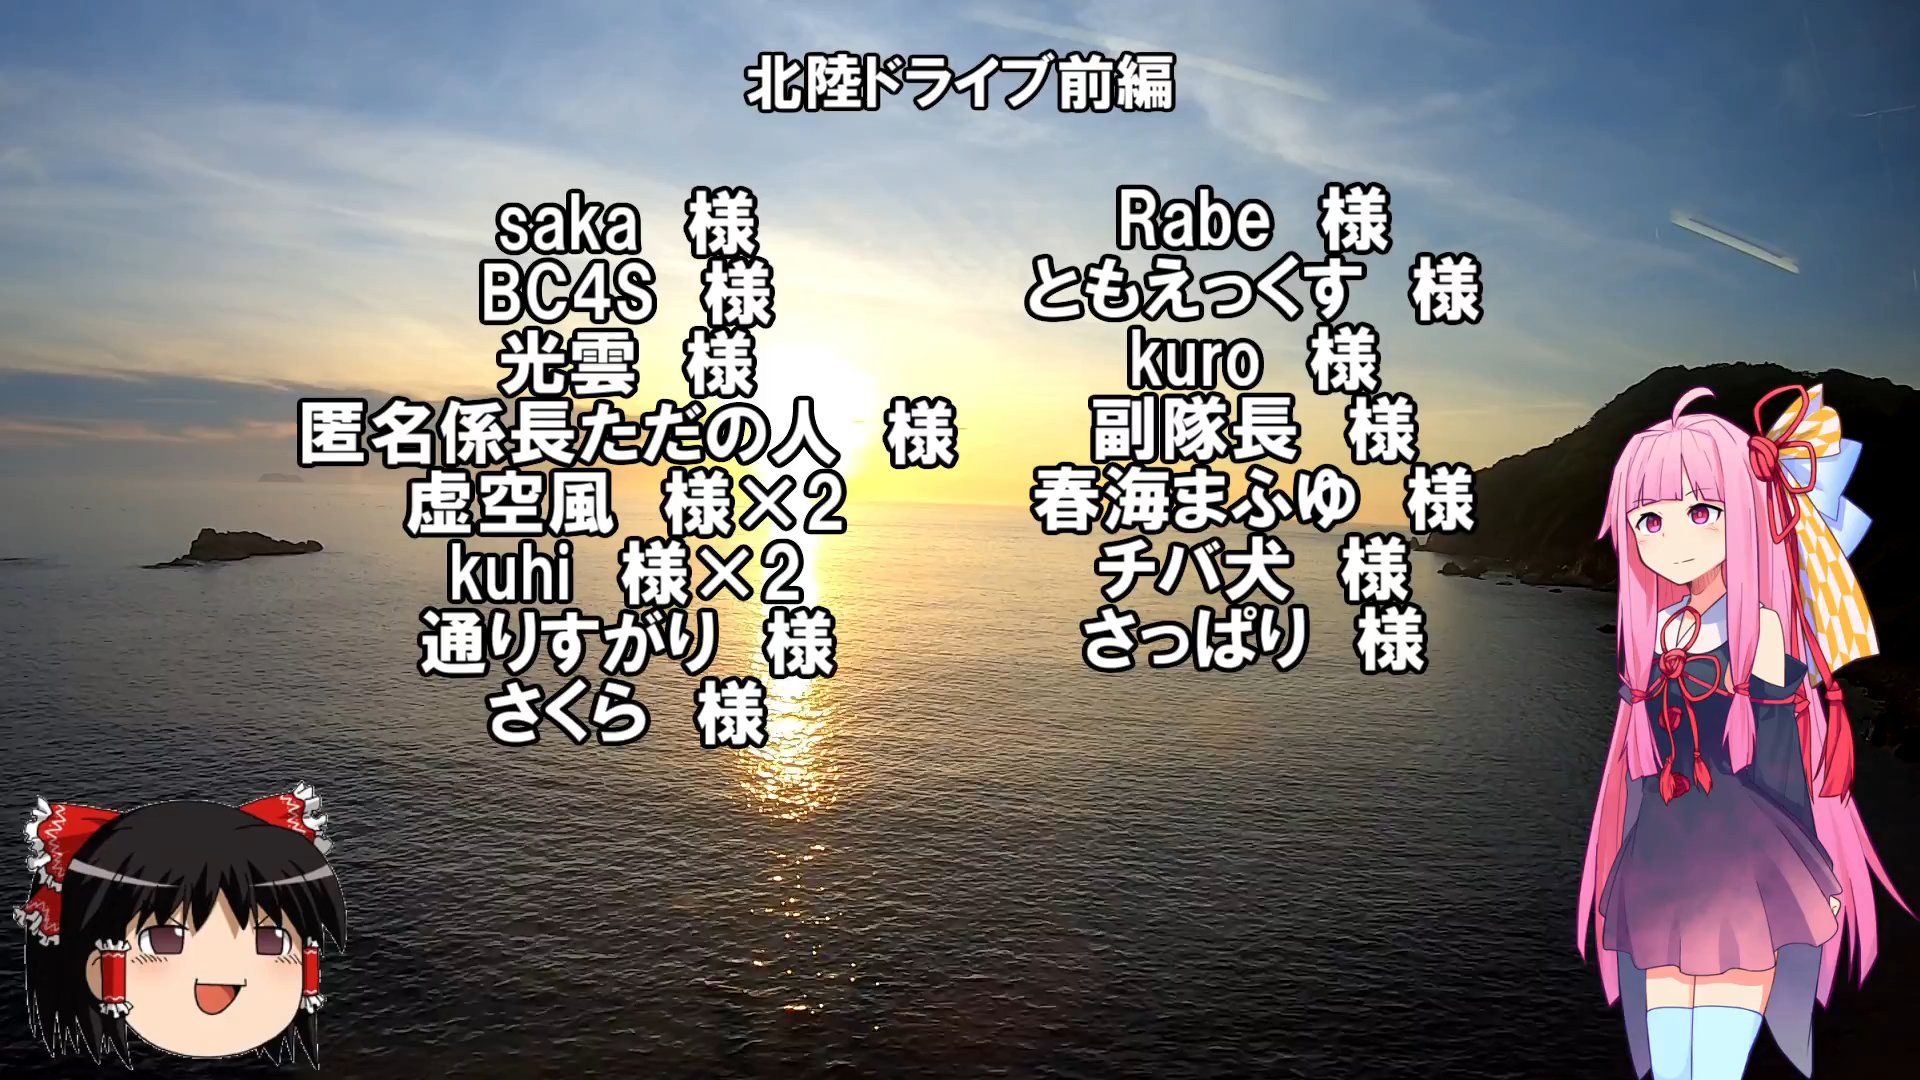 北陸ドライブ前編
saka 様
BC4S 様
光雲 様
匿名係長ただの人 様
虚空風 様×2
kuhi 様×2
通りすがり 様
さくら 様
Rabe 様
ともえっくす 様
kuro 様
副隊長 様
春海まふゆ 様
チバ犬 様
さっぱり 様